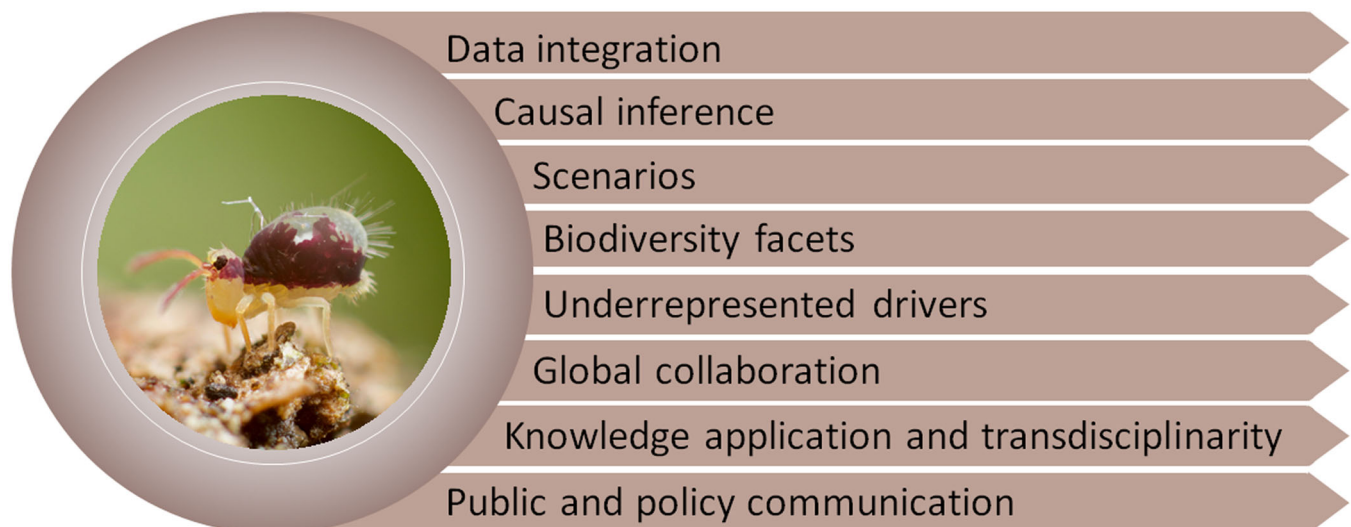 Data integration
Causal inference
Scenarios
Biodiversity facets
Underrepresented drivers
Global collaboration
Knowledge application and transdisciplinarity
Public and policy communication